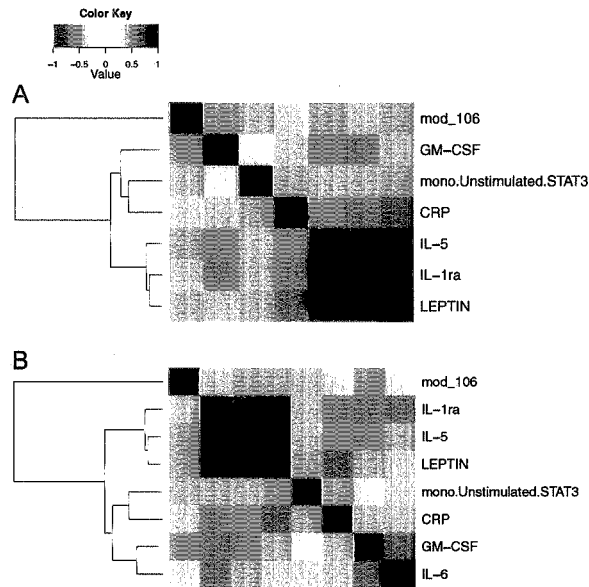 Color Key
−1 −0.5 0 0.5 1
Value
A
mod_106
GM−CSF
mono.Unstimulated.STAT3
CRP
IL−5
IL−1ra
LEPTIN
B
mod_106
IL−1ra
IL−5
LEPTIN
mono.Unstimulated.STAT3
CRP
GM−CSF
IL−6